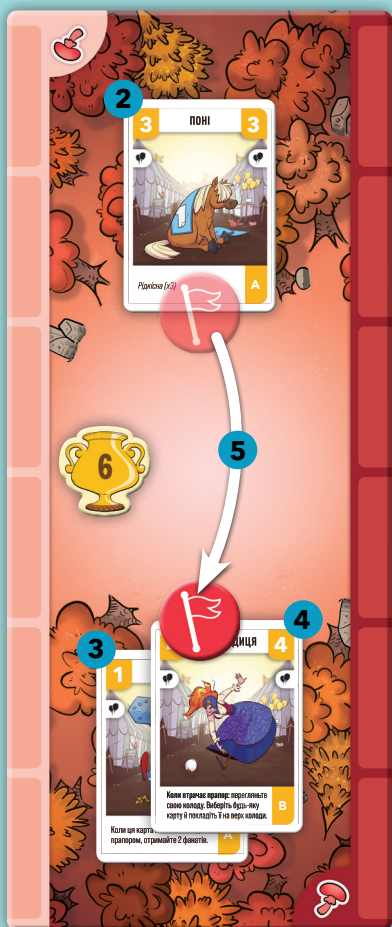 2
3 ПОНІ 3
Рідкісна (x3)
A
6
5
4
ДИЦЯ 4
3
1
Коли втрачає прапор: перегляньте
свою колоду. Виберіть будь-яку
карту й покладіть її на верх колоди.
B
Коли ця карта
прапором, отримайте 2 фанатів.
A